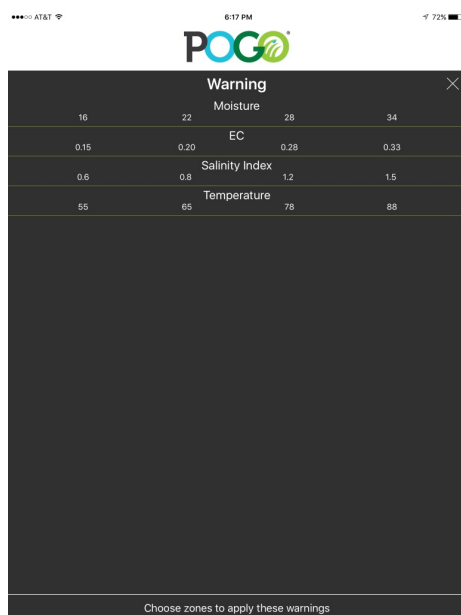 AT&T 6:17 PM 72%
POGO®
Warning
Moisture
16 22 28 34
EC
0.15 0.20 0.28 0.33
Salinity Index
0.6 0.8 1.2 1.5
Temperature
55 65 78 88
Choose zones to apply these warnings